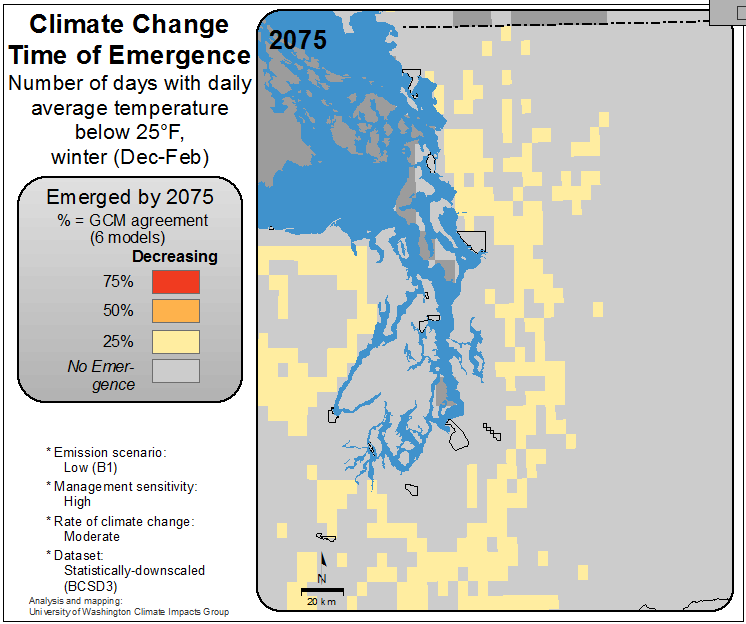 Climate Change
Time of Emergence
Number of days with daily
average temperature
below 25°F,
winter (Dec-Feb)
Emerged by 2075
% = GCM agreement
(6 models)
Decreasing
75%
50%
25%
No Emer-
gence
* Emission scenario:
Low (B1)
* Management sensitivity:
High
* Rate of climate change:
Moderate
* Dataset:
Statistically-downscaled
(BCSD3)
Analysis and mapping:
University of Washington Climate Impacts Group
2075
N
20 km